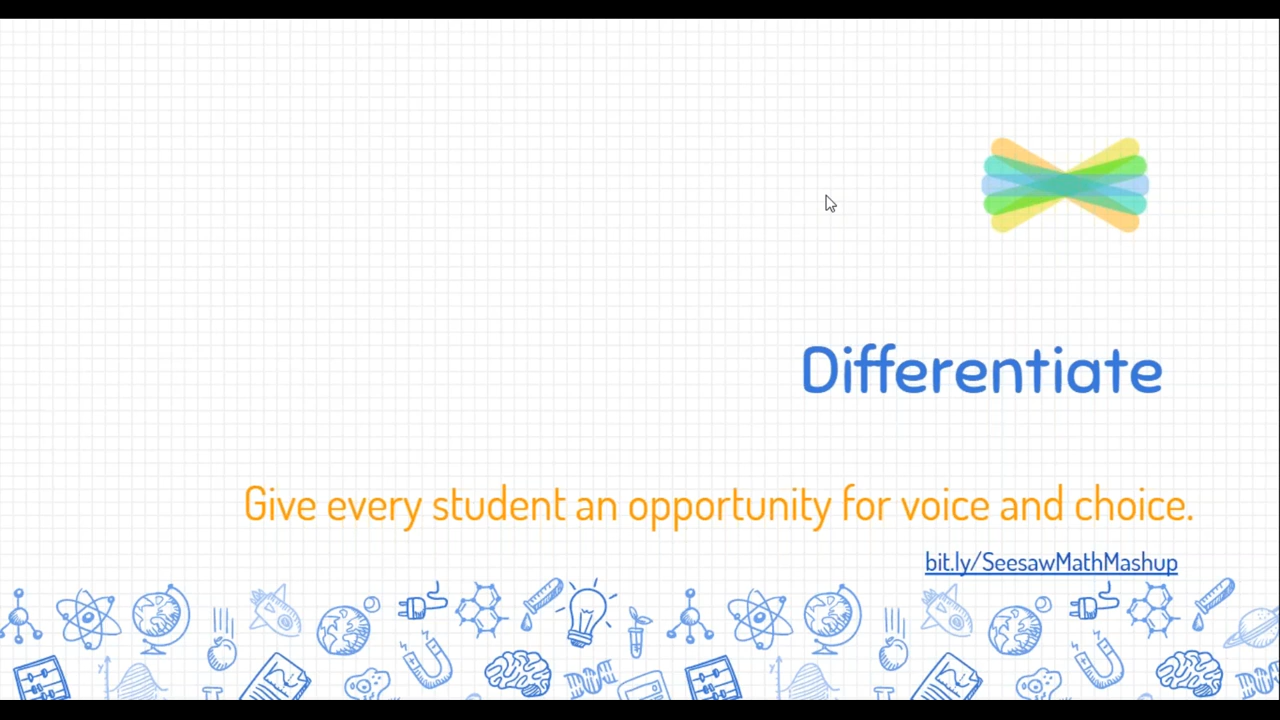 Differentiate
Give every student an opportunity for voice and choice.
bit.ly/SeesawMathMashup